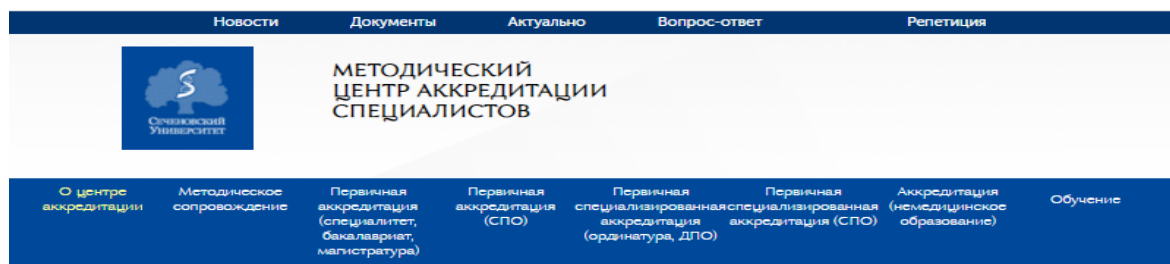 Новости Документы Актуально Вопрос-ответ Репетиция
МЕТОДИЧЕСКИЙ
ЦЕНТР АККРЕДИТАЦИИ
СПЕЦИАЛИСТОВ
S
Сеченовский
Университет
О центре
аккредитации
Методическое
сопровождение
Первичная
аккредитация
(специалитет,
бакалавриат,
магистратура)
Первичная
аккредитация
(СПО)
Первичная
специализированная
аккредитация
(ординатура, ДПО)
Первичная
специализированная
аккредитация (СПО)
Аккредитация
(немедицинское
образование)
Обучение